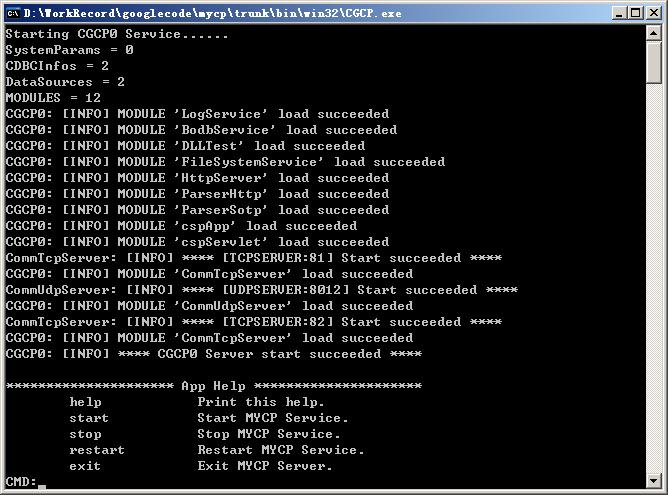 D:\WorkRecord\googlecode\mycp\trunk\bin\win32\CGCP.exe
Starting CGCP0 Service......
SystemParams = 0
CDBCInfos = 2
DataSources = 2
MODULES = 12
CGCP0: [INFO] MODULE 'LogService' load succeeded
CGCP0: [INFO] MODULE 'BodbService' load succeeded
CGCP0: [INFO] MODULE 'DLLTest' load succeeded
CGCP0: [INFO] MODULE 'FileSystemService' load succeeded
CGCP0: [INFO] MODULE 'HttpServer' load succeeded
CGCP0: [INFO] MODULE 'ParserHttp' load succeeded
CGCP0: [INFO] MODULE 'ParserSotp' load succeeded
CGCP0: [INFO] MODULE 'cspApp' load succeeded
CGCP0: [INFO] MODULE 'cspServlet' load succeeded
CommTcpServer: [INFO] **** [TCPSERVER:81] Start succeeded ****
CGCP0: [INFO] MODULE 'CommTcpServer' load succeeded
CommUdpServer: [INFO] **** [UDPSERVER:8012] Start succeeded ****
CGCP0: [INFO] MODULE 'CommUdpServer' load succeeded
CommTcpServer: [INFO] **** [TCPSERVER:82] Start succeeded ****
CGCP0: [INFO] MODULE 'CommTcpServer' load succeeded
CGCP0: [INFO] **** CGCP0 Server start succeeded ****
********************* App Help *********************
help Print this help.
start Start MYCP Service.
stop Stop MYCP Service.
restart Restart MYCP Service.
exit Exit MYCP Server.
CMD:_